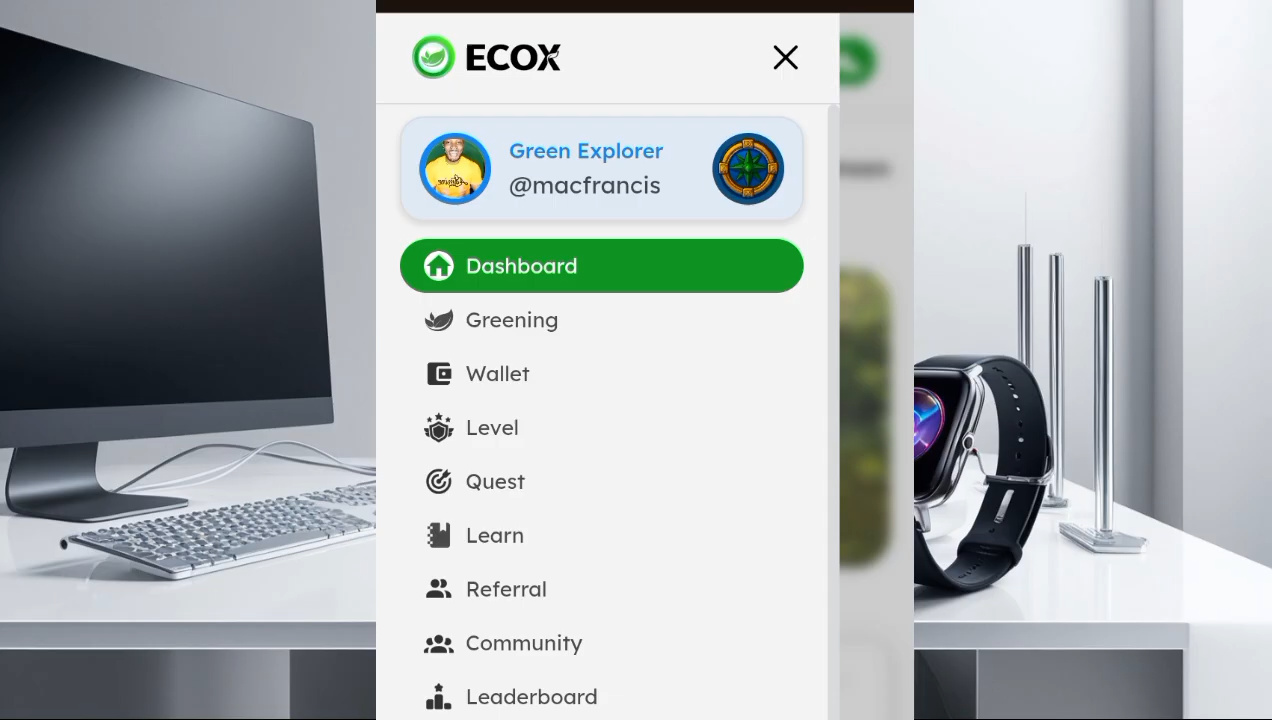 ECOX
Green Explorer
@macfrancis
Dashboard
Greening
Wallet
Level
Quest
Learn
Referral
Community
Leaderboard